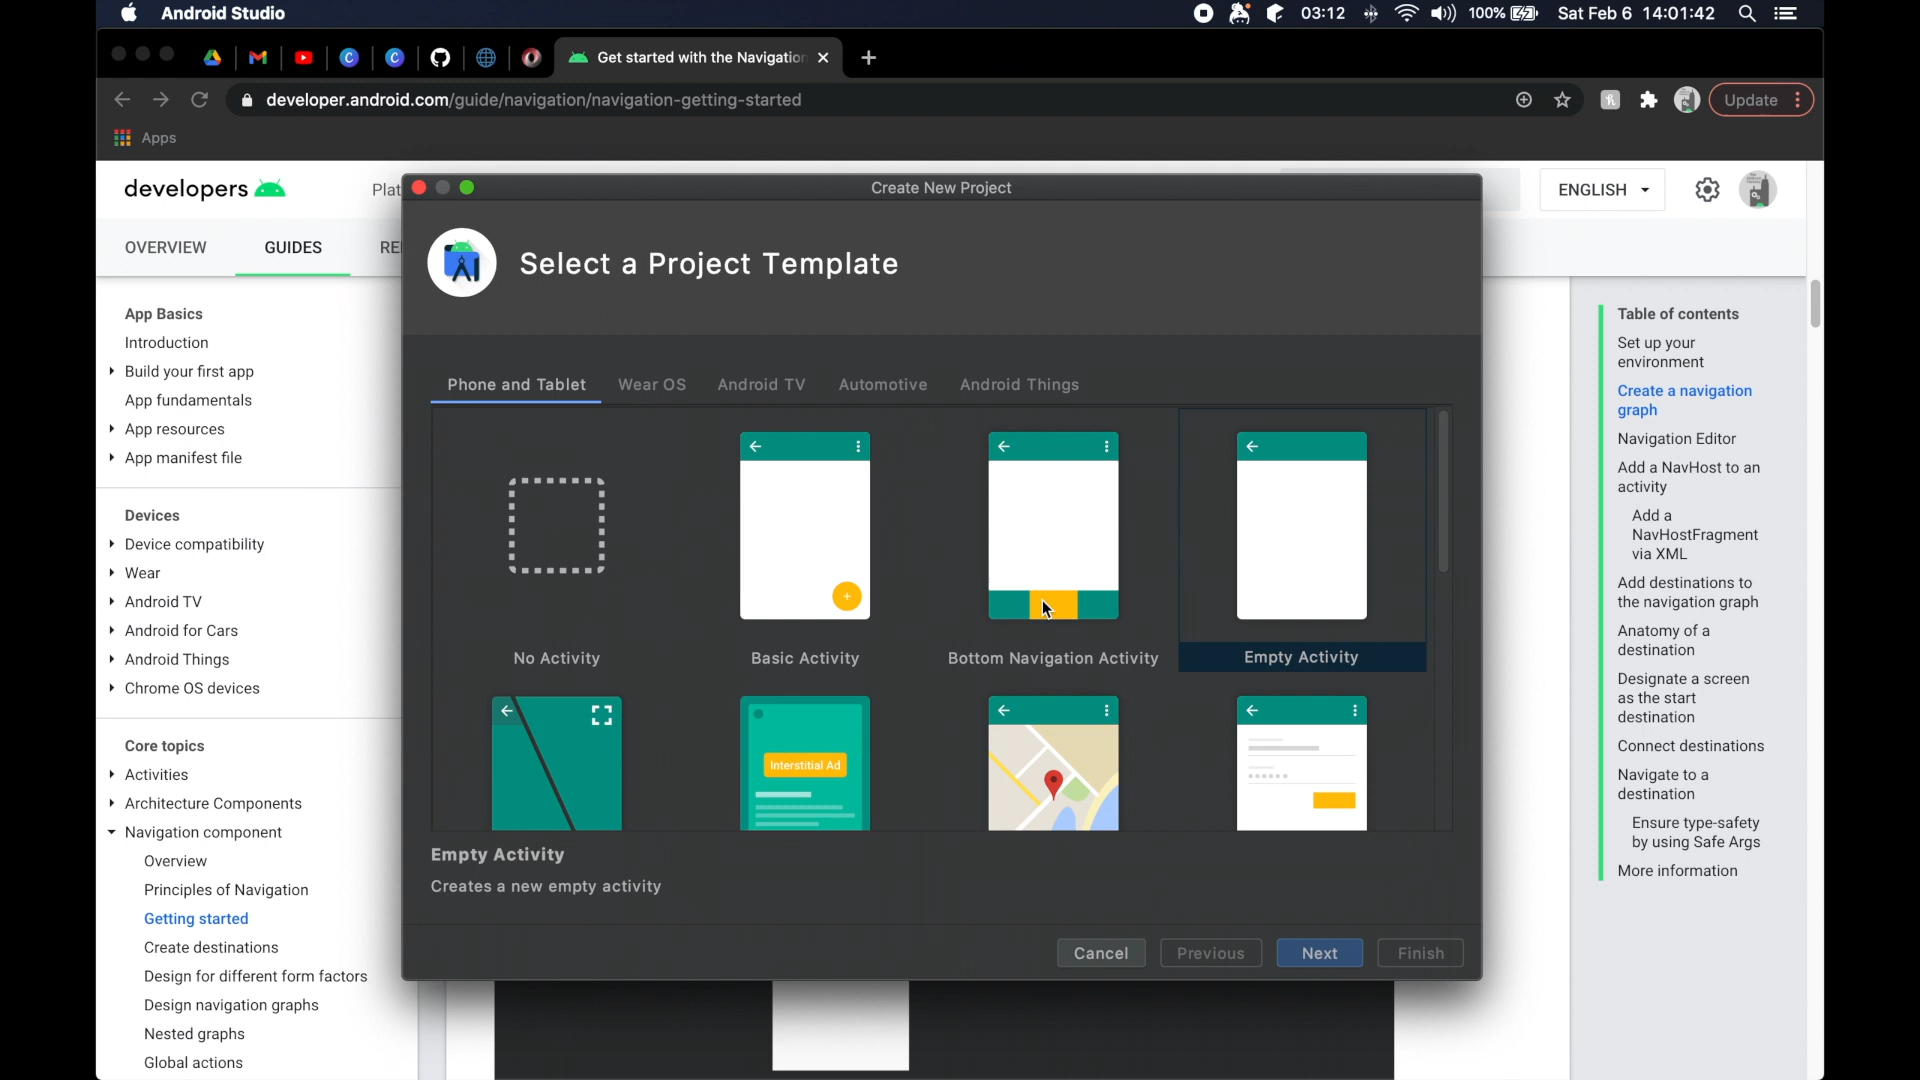 Android Studio
03:12
100%
Sat Feb 6 14:01:42
Get started with the Navigation
developer.android.com/guide/navigation/navigation-getting-started
Update
Apps
developers
Plat
ENGLISH
OVERVIEW
GUIDES
App Basics
Introduction
Build your first app
App fundamentals
App resources
App manifest file
Devices
Device compatibility
Wear
Android TV
Android for Cars
Android Things
Chrome OS devices
Core topics
Activities
Architecture Components
Navigation component
Overview
Principles of Navigation
Getting started
Create destinations
Design for different form factors
Design navigation graphs
Nested graphs
Global actions
Create New Project
Select a Project Template
Phone and Tablet
Wear OS
Android TV
Automotive
Android Things
No Activity
Basic Activity
Bottom Navigation Activity
Empty Activity
Interstitial Ad
Empty Activity
Creates a new empty activity
Cancel
Previous
Next
Finish
Table of contents
Set up your
environment
Create a navigation
graph
Navigation Editor
Add a NavHost to an
activity
Add a
NavHostFragment
via XML
Add destinations to
the navigation graph
Anatomy of a
destination
Designate a screen
as the start
destination
Connect destinations
Navigate to a
destination
Ensure type-safety
by using Safe Args
More information